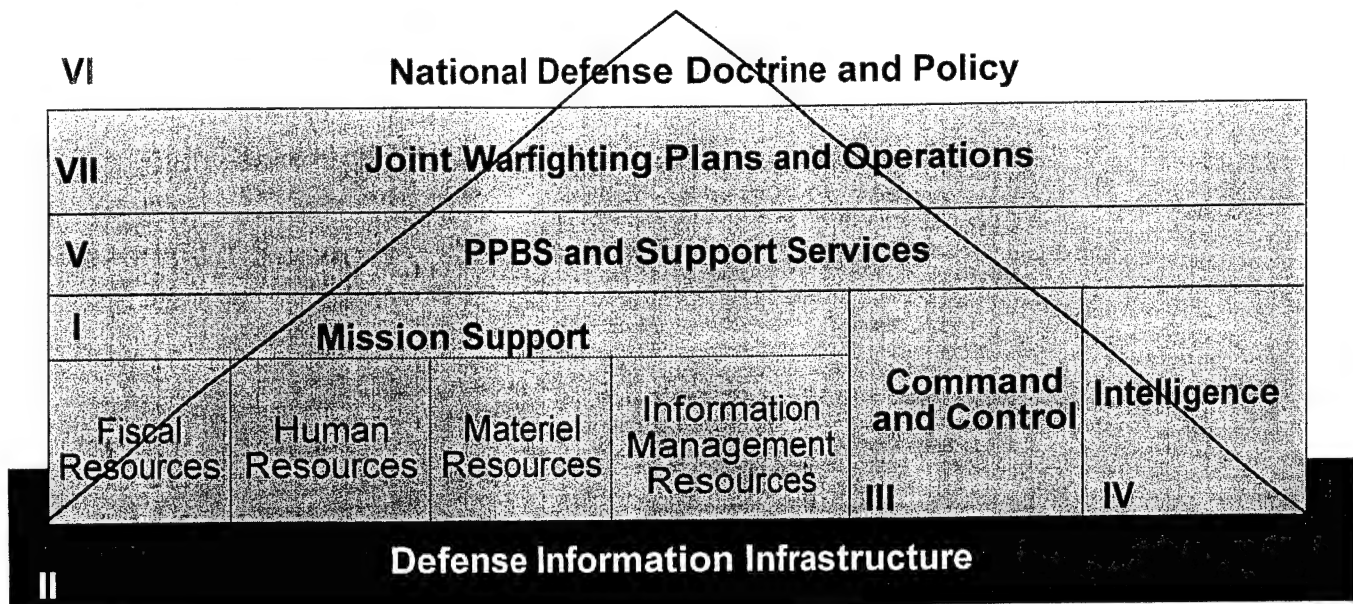 VI
National Defense Doctrine and Policy
VII
Joint Warfighting Plans and Operations
V
PPBS and Support Services
I
Mission Support
Fiscal
Resources
Human
Resources
Materiel
Resources
Information
Management
Resources
Command
and Control
III
Intelligence
IV
Defense Information Infrastructure
II